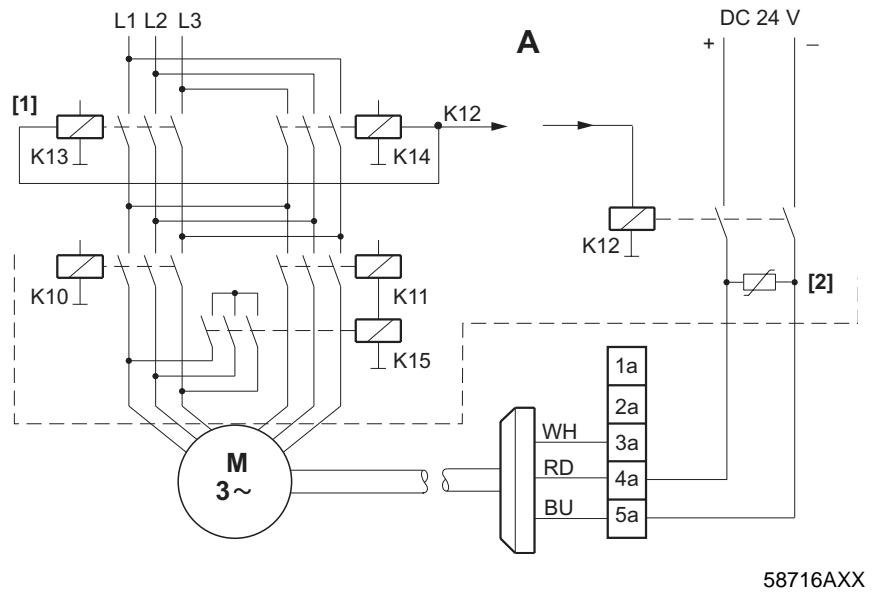 L1 L2 L3
A
DC 24 V
+ –
[1]
K12
K13
K14
K12
[2]
K10
K11
K15
1a
2a
WH 3a
M
3~
RD 4a
BU 5a
58716AXX